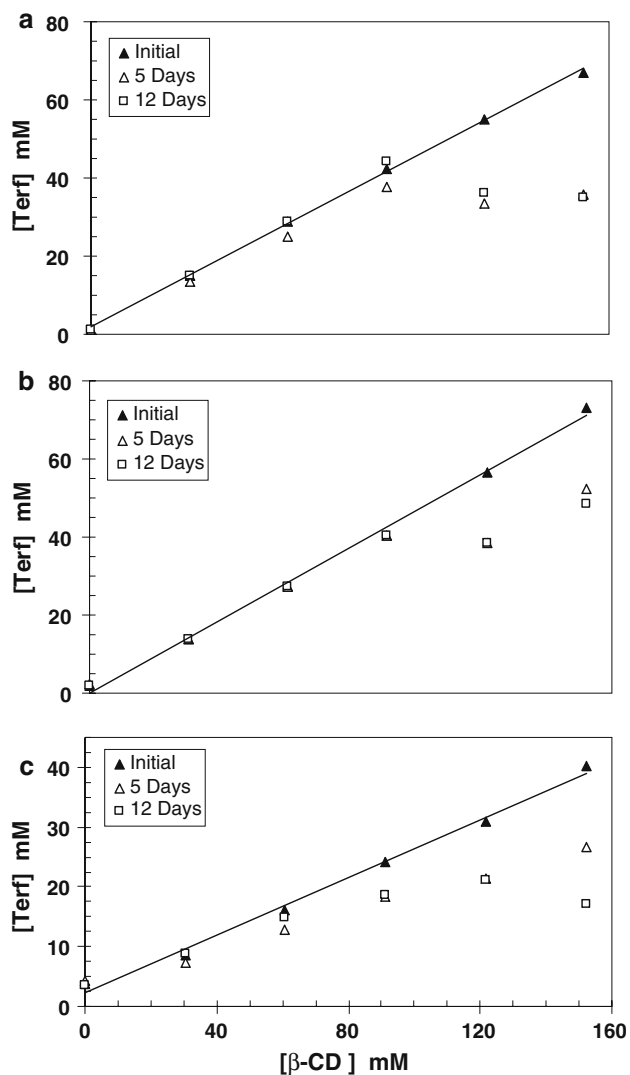 a
80
60
40
20
0
[Terf] mM
▲ Initial
△ 5 Days
□ 12 Days
b
80
60
40
20
0
[Terf] mM
▲ Initial
△ 5 Days
□ 12 Days
c
40
30
20
10
0
[Terf] mM
▲ Initial
△ 5 Days
□ 12 Days
0 40 80 120 160
[β-CD ] mM